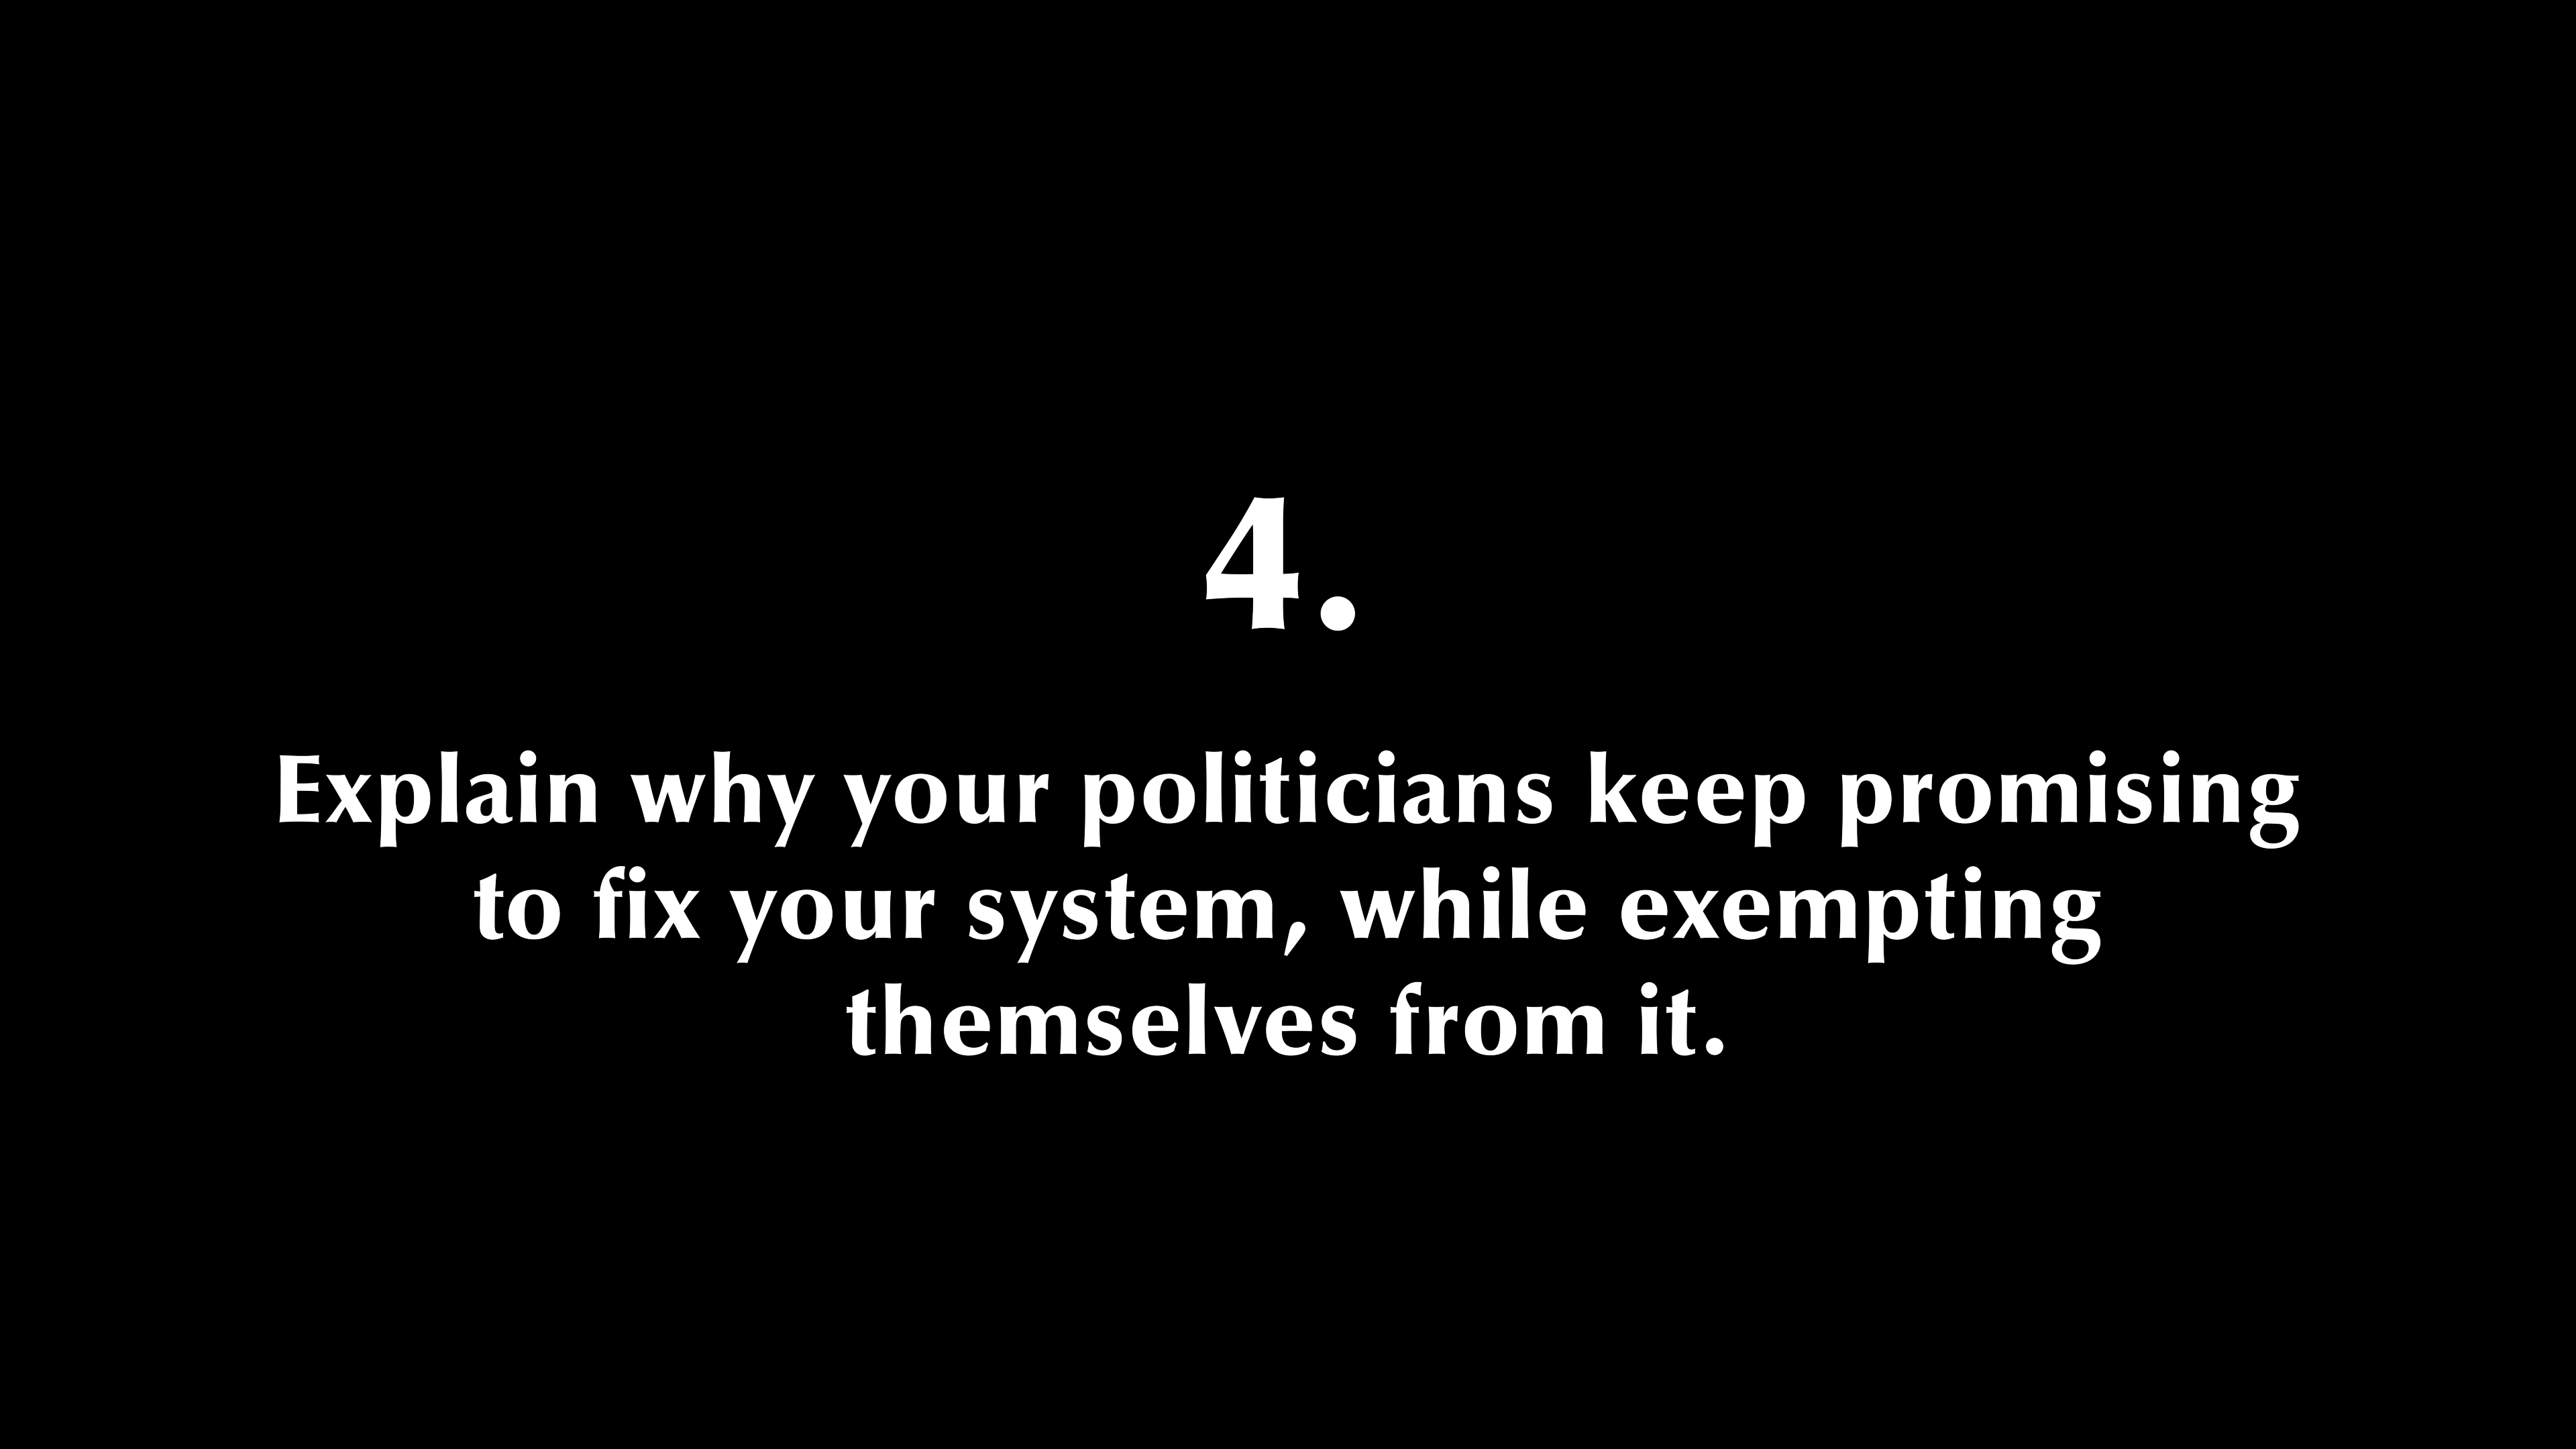 4.
Explain why your politicians keep promising
to fix your system, while exempting
themselves from it.